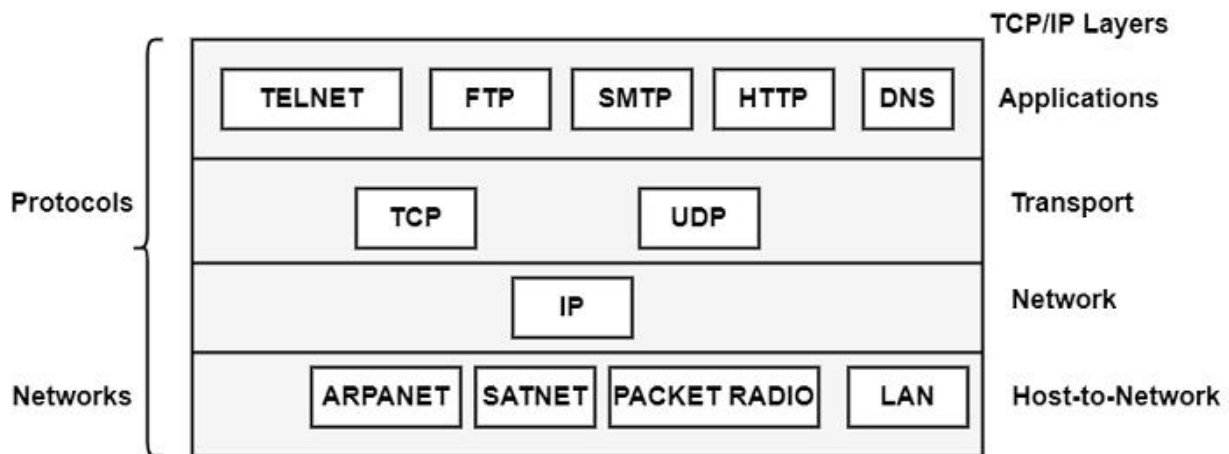 TCP/IP Layers
TELNET FTP SMTP HTTP DNS Applications
Protocols TCP UDP Transport
IP Network
Networks ARPANET SATNET PACKET RADIO LAN Host-to-Network